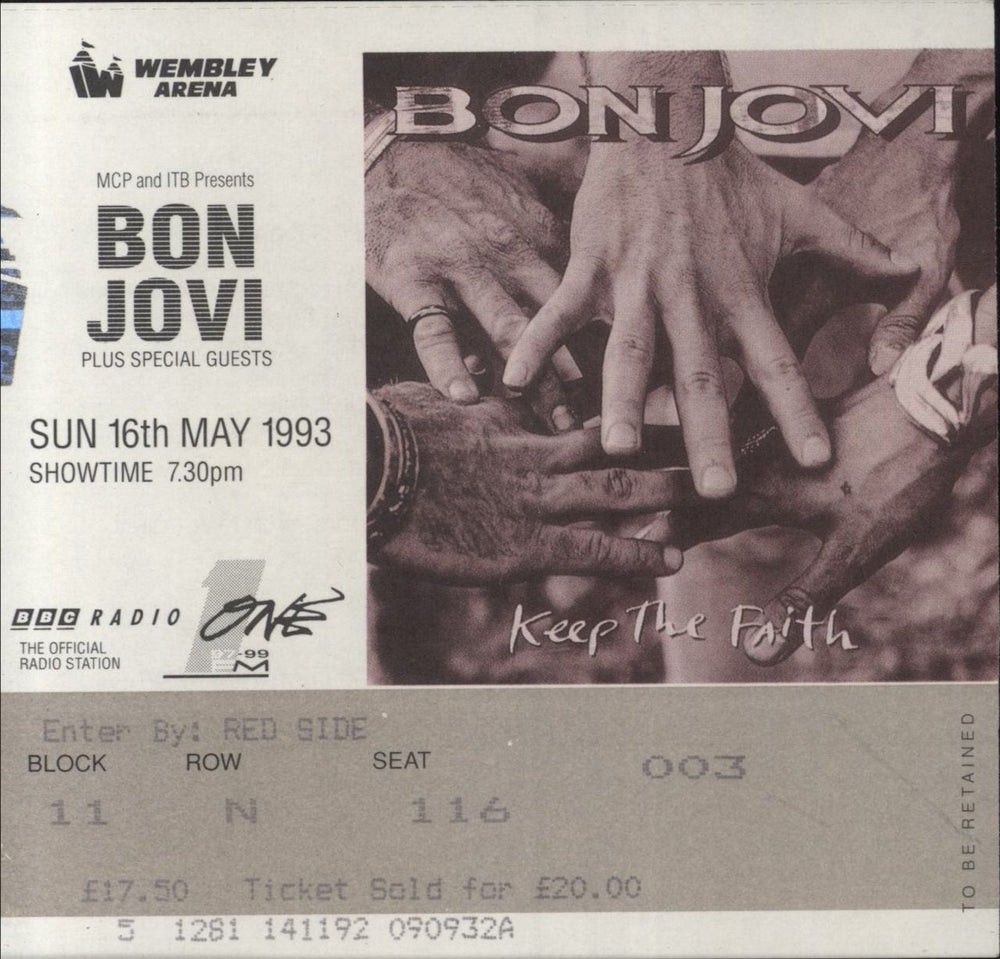 WEMBLEY
ARENA
MCP and ITB Presents
BON
JOVI
PLUS SPECIAL GUESTS
SUN 16th MAY 1993
SHOWTIME 7.30pm
BBC RADIO 1 ONE
THE OFFICIAL
RADIO STATION
97-99
FM
BON JOVI
Keep The Faith
Enter By: RED SIDE
BLOCK ROW SEAT
003
11 N 116
£17.50 Ticket Sold for £20.00
5 1281 141192 090932A
TO BE RETAINED